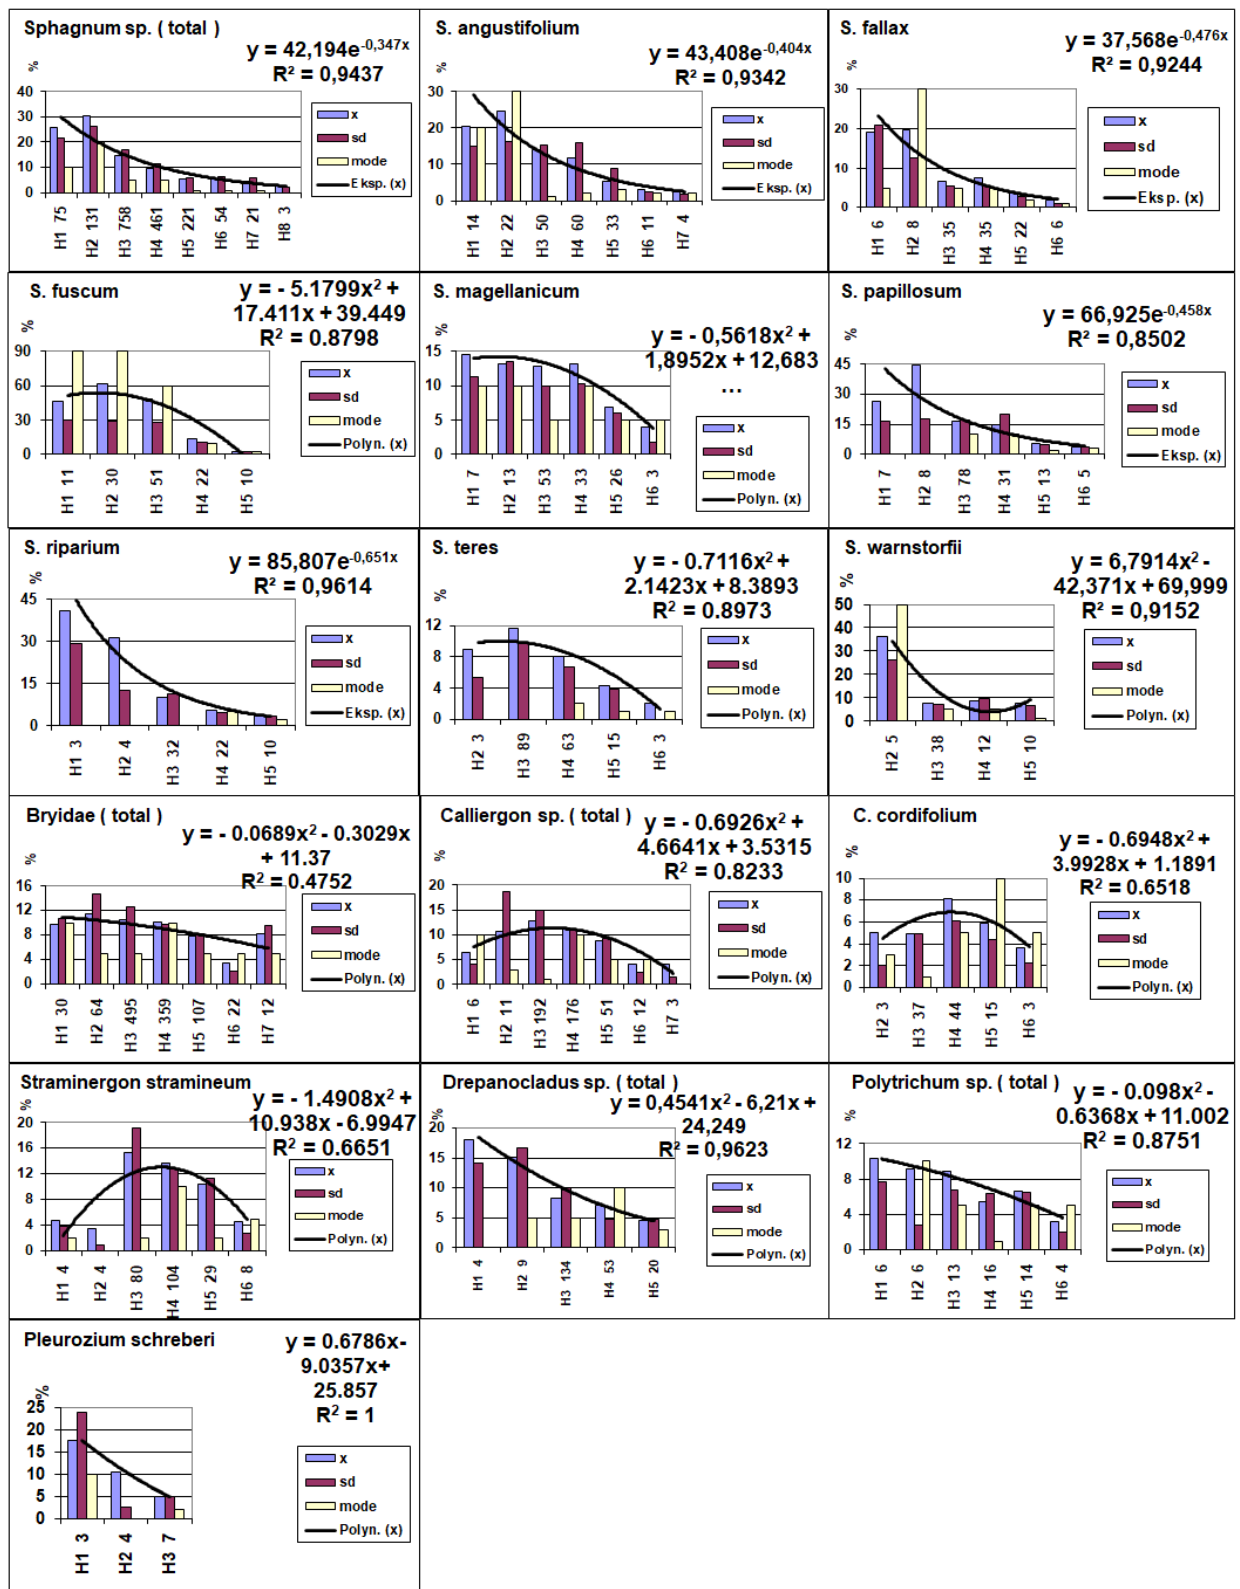 Sphagnum sp. ( total )
y = 42,194e^-0,347x
R² = 0,9437
%
40
30
20
10
0
x
sd
mode
Eksp. (x)
H1 75
H2 131
H3 758
H4 461
H5 221
H6 54
H7 21
H8 3
S. angustifolium
y = 43,408e^-0,404x
R² = 0,9342
%
30
20
10
0
x
sd
mode
Eksp. (x)
H1 14
H2 22
H3 50
H4 60
H5 33
H6 11
H7 4
S. fallax
y = 37,568e^-0,476x
R² = 0,9244
%
30
20
10
0
x
sd
mode
Eksp. (x)
H1 6
H2 8
H3 35
H4 35
H5 22
H6 6
S. fuscum
y = - 5.1799x² +
17.411x + 39.449
R² = 0.8798
%
90
60
30
0
x
sd
mode
Polyn. (x)
H1 11
H2 30
H3 51
H4 22
H5 10
S. magellanicum
y = - 0,5618x² +
1,8952x + 12,683
...
%
15
10
5
0
x
sd
mode
Polyn. (x)
H1 7
H2 13
H3 53
H4 33
H5 26
H6 3
S. papillosum
y = 66,925e^-0,458x
R² = 0,8502
%
45
30
15
0
x
sd
mode
Eksp. (x)
H1 7
H2 8
H3 78
H4 31
H5 13
H6 5
S. riparium
y = 85,807e^-0,651x
R² = 0,9614
%
45
30
15
0
x
sd
mode
Eksp. (x)
H1 3
H2 4
H3 32
H4 22
H5 10
S. teres
y = - 0.7116x² +
2.1423x + 8.3893
R² = 0.8973
%
12
8
4
0
x
sd
mode
Polyn. (x)
H2 3
H3 89
H4 63
H5 15
H6 3
S. warnstorfii
y = 6,7914x² -
42,371x + 69,999
R² = 0,9152
%
50
40
30
20
10
0
x
sd
mode
Polyn. (x)
H2 5
H3 38
H4 12
H5 10
Bryidae ( total )
y = - 0.0689x² - 0.3029x
+ 11.37
R² = 0.4752
%
16
12
8
4
0
x
sd
mode
Polyn. (x)
H1 30
H2 64
H3 495
H4 359
H5 107
H6 22
H7 12
Calliergon sp. ( total )
y = - 0.6926x² +
4.6641x + 3.5315
R² = 0.8233
%
20
15
10
5
0
x
sd
mode
Polyn. (x)
H1 6
H2 11
H3 192
H4 176
H5 51
H6 12
H7 3
C. cordifolium
y = - 0.6948x² +
3.9928x + 1.1891
R² = 0.6518
%
10
8
6
4
2
0
x
sd
mode
Polyn. (x)
H2 3
H3 37
H4 44
H5 15
H6 3
Straminergon stramineum
y = - 1.4908x² +
10.938x - 6.9947
R² = 0.6651
%
20
16
12
8
4
0
x
sd
mode
Polyn. (x)
H1 4
H2 4
H3 80
H4 104
H5 29
H6 8
Drepanocladus sp. ( total )
y = 0,4541x² - 6,21x +
24,249
R² = 0,9623
%
20
15
10
5
0
x
sd
mode
Polyn. (x)
H1 4
H2 9
H3 134
H4 53
H5 20
Polytrichum sp. ( total )
y = - 0.098x² -
0.6368x + 11.002
R² = 0.8751
%
12
8
4
0
x
sd
mode
Polyn. (x)
H1 6
H2 6
H3 13
H4 16
H5 14
H6 4
Pleurozium schreberi
y = 0.6786x-
9.0357x+
25.857
R² = 1
%
25
20
15
10
5
0
x
sd
mode
Polyn. (x)
H1 3
H2 4
H3 7